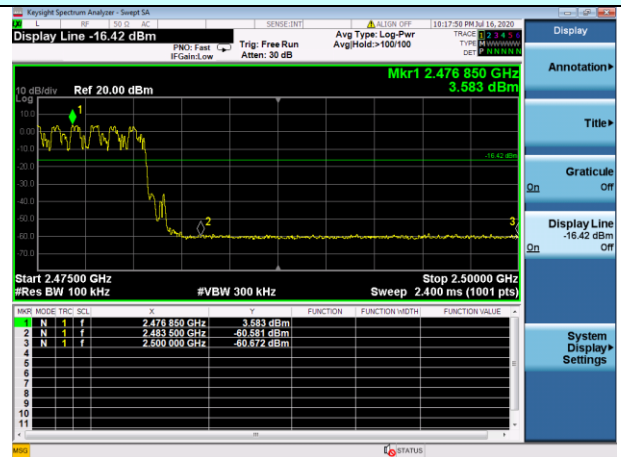 Keysight Spectrum Analyzer - Swept SA
L RF 50 Ω AC SENSE:INT ALIGN OFF 10:17:50 PM Jul 16, 2020
Display Line -16.42 dBm
PNO: Fast
IFGain:Low
Trig: Free Run
Atten: 30 dB
Avg Type: Log-Pwr
Avg|Hold:>100/100
TRACE 1 2 3 4 5 6
TYPE M W W W W W
DET P N N N N N
Mkr1 2.476 850 GHz
3.583 dBm
10 dB/div Ref 20.00 dBm
Log
10.0
0.00
-10.0
-20.0
-30.0
-40.0
-50.0
-60.0
-70.0
1
-16.42 dBm
2
3
Start 2.47500 GHz Stop 2.50000 GHz
#Res BW 100 kHz #VBW 300 kHz Sweep 2.400 ms (1001 pts)
MKR MODE TRC SCL X Y FUNCTION FUNCTION WIDTH FUNCTION VALUE
1 N 1 f 2.476 850 GHz 3.583 dBm
2 N 1 f 2.483 500 GHz -60.581 dBm
3 N 1 f 2.500 000 GHz -60.672 dBm
4
5
6
7
8
9
10
11
MSG STATUS
Display
Annotation
Title
Graticule
On Off
Display Line
-16.42 dBm
On Off
System
Display
Settings